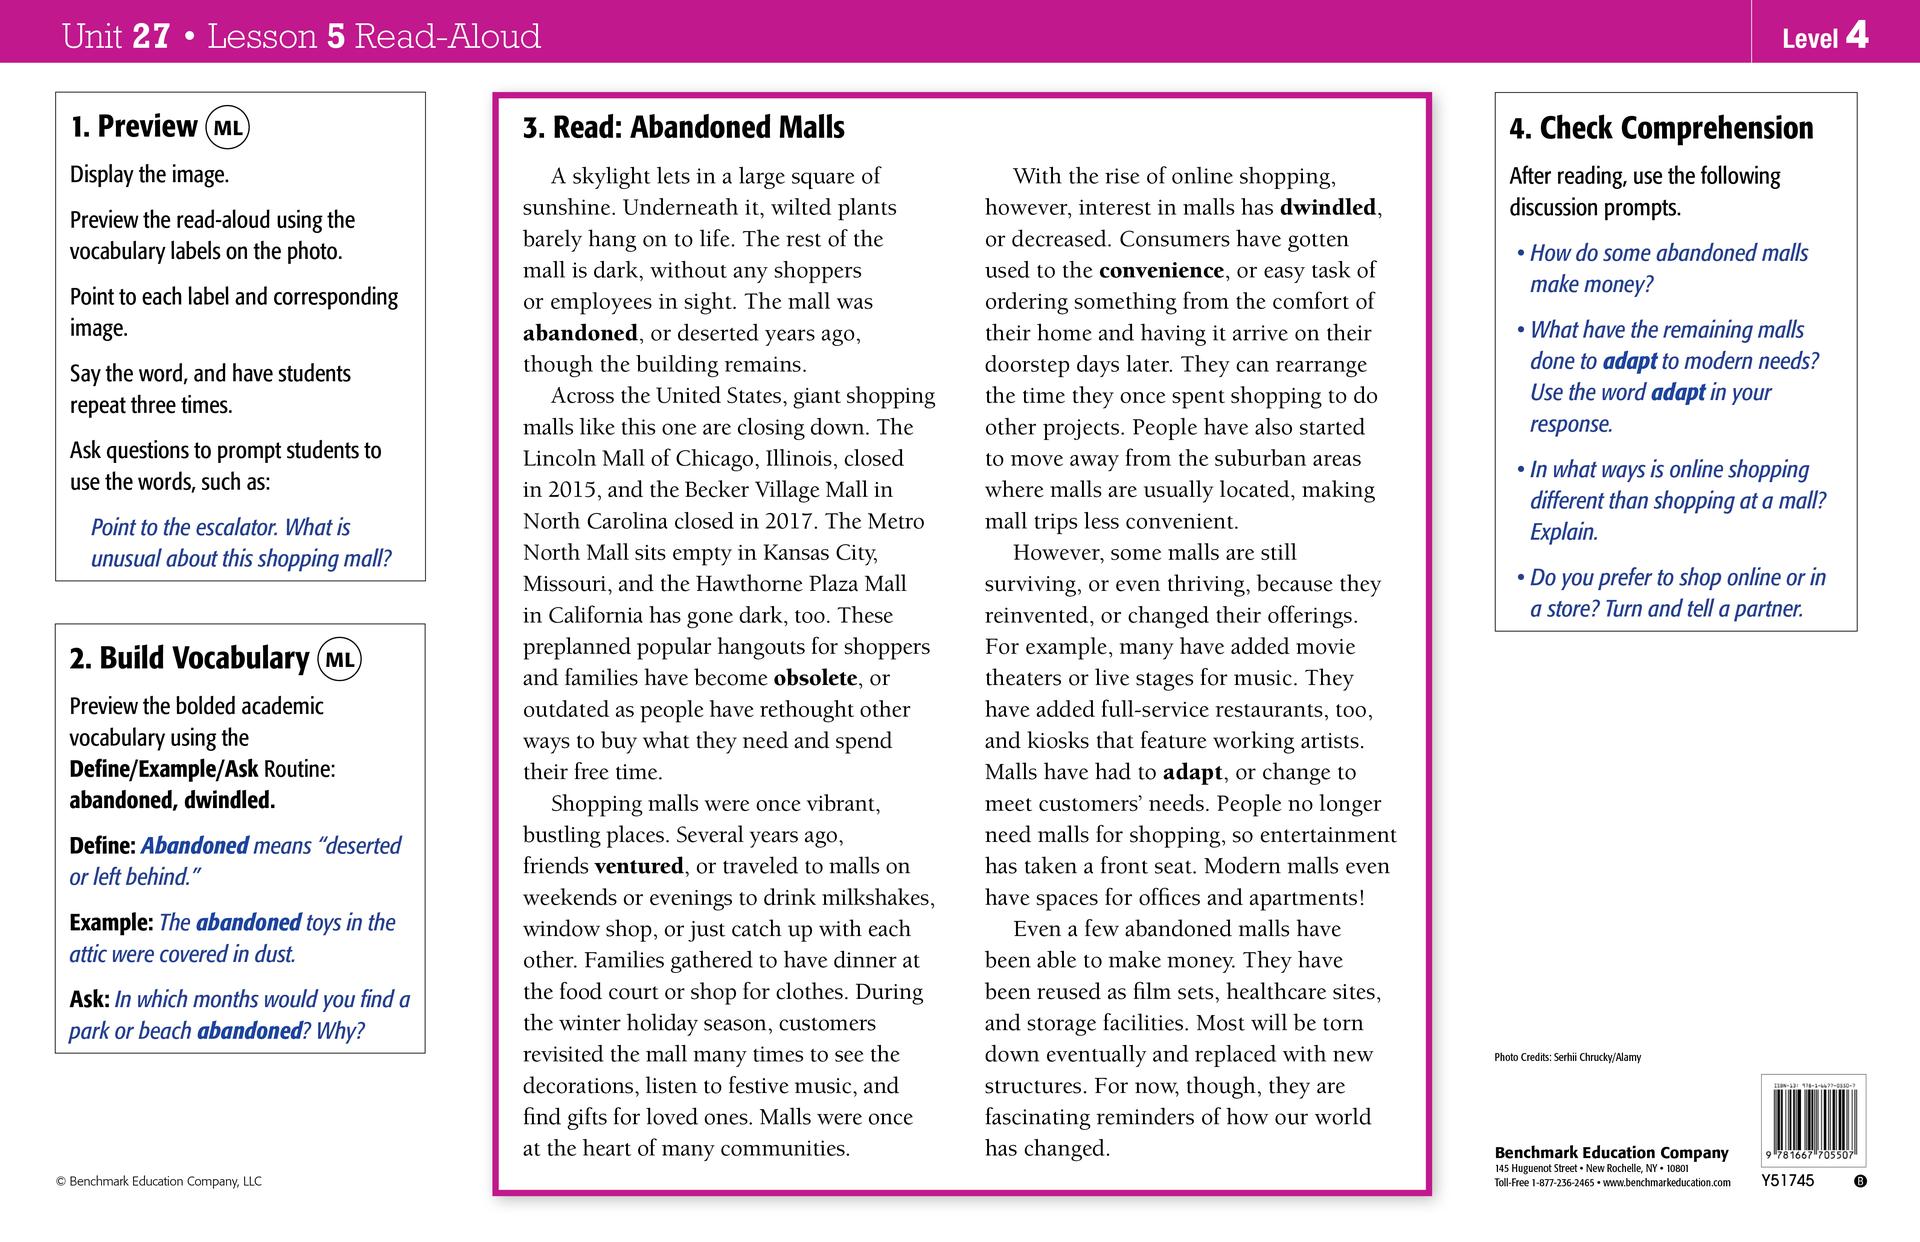 Unit 27 • Lesson 5 Read-Aloud
Level 4
1. Preview ML
Display the image.
Preview the read-aloud using the
vocabulary labels on the photo.
Point to each label and corresponding
image.
Say the word, and have students
repeat three times.
Ask questions to prompt students to
use the words, such as:
Point to the escalator. What is
unusual about this shopping mall?
2. Build Vocabulary ML
Preview the bolded academic
vocabulary using the
Define/Example/Ask Routine:
abandoned, dwindled.
Define: Abandoned means “deserted
or left behind.”
Example: The abandoned toys in the
attic were covered in dust.
Ask: In which months would you find a
park or beach abandoned? Why?
© Benchmark Education Company, LLC
3. Read: Abandoned Malls
A skylight lets in a large square of
sunshine. Underneath it, wilted plants
barely hang on to life. The rest of the
mall is dark, without any shoppers
or employees in sight. The mall was
abandoned, or deserted years ago,
though the building remains.
Across the United States, giant shopping
malls like this one are closing down. The
Lincoln Mall of Chicago, Illinois, closed
in 2015, and the Becker Village Mall in
North Carolina closed in 2017. The Metro
North Mall sits empty in Kansas City,
Missouri, and the Hawthorne Plaza Mall
in California has gone dark, too. These
preplanned popular hangouts for shoppers
and families have become obsolete, or
outdated as people have rethought other
ways to buy what they need and spend
their free time.
Shopping malls were once vibrant,
bustling places. Several years ago,
friends ventured, or traveled to malls on
weekends or evenings to drink milkshakes,
window shop, or just catch up with each
other. Families gathered to have dinner at
the food court or shop for clothes. During
the winter holiday season, customers
revisited the mall many times to see the
decorations, listen to festive music, and
find gifts for loved ones. Malls were once
at the heart of many communities.
With the rise of online shopping,
however, interest in malls has dwindled,
or decreased. Consumers have gotten
used to the convenience, or easy task of
ordering something from the comfort of
their home and having it arrive on their
doorstep days later. They can rearrange
the time they once spent shopping to do
other projects. People have also started
to move away from the suburban areas
where malls are usually located, making
mall trips less convenient.
However, some malls are still
surviving, or even thriving, because they
reinvented, or changed their offerings.
For example, many have added movie
theaters or live stages for music. They
have added full-service restaurants, too,
and kiosks that feature working artists.
Malls have had to adapt, or change to
meet customers’ needs. People no longer
need malls for shopping, so entertainment
has taken a front seat. Modern malls even
have spaces for offices and apartments!
Even a few abandoned malls have
been able to make money. They have
been reused as film sets, healthcare sites,
and storage facilities. Most will be torn
down eventually and replaced with new
structures. For now, though, they are
fascinating reminders of how our world
has changed.
4. Check Comprehension
After reading, use the following
discussion prompts.
• How do some abandoned malls
make money?
• What have the remaining malls
done to adapt to modern needs?
Use the word adapt in your
response.
• In what ways is online shopping
different than shopping at a mall?
Explain.
• Do you prefer to shop online or in
a store? Turn and tell a partner.
Photo Credits: Serhii Chrucky/Alamy
Benchmark Education Company
145 Huguenot Street • New Rochelle, NY • 10801
Toll-Free 1-877-236-2465 • www.benchmarkeducation.com
ISBN-13: 978-1-6677-0550-7
9 781667 705507
Y51745
B